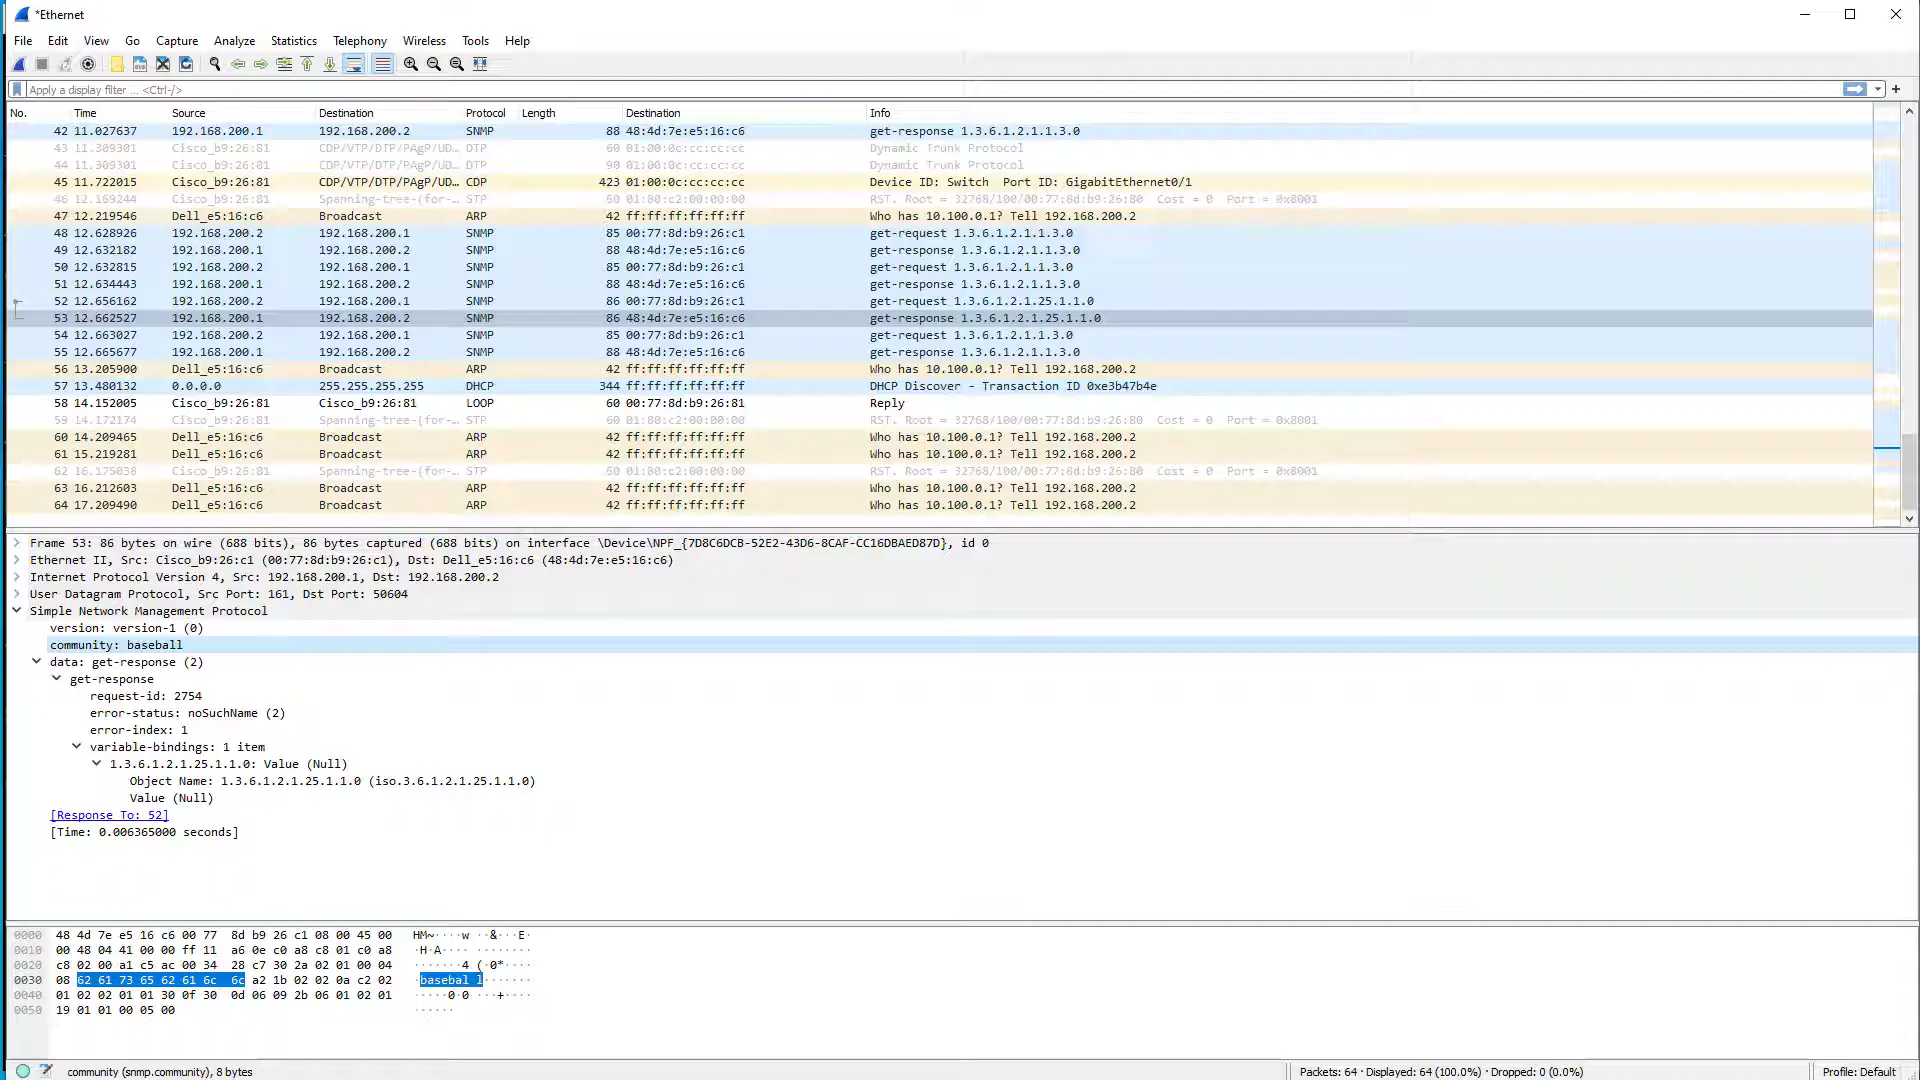 *Ethernet
File Edit View Go Capture Analyze Statistics Telephony Wireless Tools Help
Apply a display filter ... <Ctrl-/>
No. Time Source Destination Protocol Length Destination Info
42 11.027637 192.168.200.1 192.168.200.2 SNMP 88 48:4d:7e:e5:16:c6 get-response 1.3.6.1.2.1.1.3.0
43 11.309301 Cisco_b9:26:81 CDP/VTP/DTP/PAgP/UD… DTP 60 01:00:0c:cc:cc:cc Dynamic Trunk Protocol
44 11.309301 Cisco_b9:26:81 CDP/VTP/DTP/PAgP/UD… DTP 90 01:00:0c:cc:cc:cc Dynamic Trunk Protocol
45 11.722015 Cisco_b9:26:81 CDP/VTP/DTP/PAgP/UD… CDP 423 01:00:0c:cc:cc:cc Device ID: Switch Port ID: GigabitEthernet0/1
46 12.169244 Cisco_b9:26:81 Spanning-tree-(for-… STP 60 01:80:c2:00:00:00 RST. Root = 32768/100/00:77:8d:b9:26:80 Cost = 0 Port = 0x8001
47 12.219546 Dell_e5:16:c6 Broadcast ARP 42 ff:ff:ff:ff:ff:ff Who has 10.100.0.1? Tell 192.168.200.2
48 12.628926 192.168.200.2 192.168.200.1 SNMP 85 00:77:8d:b9:26:c1 get-request 1.3.6.1.2.1.1.3.0
49 12.632182 192.168.200.1 192.168.200.2 SNMP 88 48:4d:7e:e5:16:c6 get-response 1.3.6.1.2.1.1.3.0
50 12.632815 192.168.200.2 192.168.200.1 SNMP 85 00:77:8d:b9:26:c1 get-request 1.3.6.1.2.1.1.3.0
51 12.634443 192.168.200.1 192.168.200.2 SNMP 88 48:4d:7e:e5:16:c6 get-response 1.3.6.1.2.1.1.3.0
52 12.656162 192.168.200.2 192.168.200.1 SNMP 86 00:77:8d:b9:26:c1 get-request 1.3.6.1.2.1.25.1.1.0
53 12.662527 192.168.200.1 192.168.200.2 SNMP 86 48:4d:7e:e5:16:c6 get-response 1.3.6.1.2.1.25.1.1.0
54 12.663027 192.168.200.2 192.168.200.1 SNMP 85 00:77:8d:b9:26:c1 get-request 1.3.6.1.2.1.1.3.0
55 12.665677 192.168.200.1 192.168.200.2 SNMP 88 48:4d:7e:e5:16:c6 get-response 1.3.6.1.2.1.1.3.0
56 13.205900 Dell_e5:16:c6 Broadcast ARP 42 ff:ff:ff:ff:ff:ff Who has 10.100.0.1? Tell 192.168.200.2
57 13.480132 0.0.0.0 255.255.255.255 DHCP 344 ff:ff:ff:ff:ff:ff DHCP Discover - Transaction ID 0xe3b47b4e
58 14.152005 Cisco_b9:26:81 Cisco_b9:26:81 LOOP 60 00:77:8d:b9:26:81 Reply
59 14.172174 Cisco_b9:26:81 Spanning-tree-(for-… STP 60 01:80:c2:00:00:00 RST. Root = 32768/100/00:77:8d:b9:26:80 Cost = 0 Port = 0x8001
60 14.209465 Dell_e5:16:c6 Broadcast ARP 42 ff:ff:ff:ff:ff:ff Who has 10.100.0.1? Tell 192.168.200.2
61 15.219281 Dell_e5:16:c6 Broadcast ARP 42 ff:ff:ff:ff:ff:ff Who has 10.100.0.1? Tell 192.168.200.2
62 16.175038 Cisco_b9:26:81 Spanning-tree-(for-… STP 60 01:80:c2:00:00:00 RST. Root = 32768/100/00:77:8d:b9:26:80 Cost = 0 Port = 0x8001
63 16.212603 Dell_e5:16:c6 Broadcast ARP 42 ff:ff:ff:ff:ff:ff Who has 10.100.0.1? Tell 192.168.200.2
64 17.209490 Dell_e5:16:c6 Broadcast ARP 42 ff:ff:ff:ff:ff:ff Who has 10.100.0.1? Tell 192.168.200.2
Frame 53: 86 bytes on wire (688 bits), 86 bytes captured (688 bits) on interface \Device\NPF_{7D8C6DCB-52E2-43D6-8CAF-CC16DBAED87D}, id 0
Ethernet II, Src: Cisco_b9:26:c1 (00:77:8d:b9:26:c1), Dst: Dell_e5:16:c6 (48:4d:7e:e5:16:c6)
Internet Protocol Version 4, Src: 192.168.200.1, Dst: 192.168.200.2
User Datagram Protocol, Src Port: 161, Dst Port: 50604
Simple Network Management Protocol
version: version-1 (0)
community: baseball
data: get-response (2)
get-response
request-id: 2754
error-status: noSuchName (2)
error-index: 1
variable-bindings: 1 item
1.3.6.1.2.1.25.1.1.0: Value (Null)
Object Name: 1.3.6.1.2.1.25.1.1.0 (iso.3.6.1.2.1.25.1.1.0)
Value (Null)
[Response To: 52]
[Time: 0.006365000 seconds]
0000 48 4d 7e e5 16 c6 00 77 8d b9 26 c1 08 00 45 00 HM~····w ··&···E·
0010 00 48 04 41 00 00 ff 11 a6 0e c0 a8 c8 01 c0 a8 ·H·A···· ········
0020 c8 02 00 a1 c5 ac 00 34 28 c7 30 2a 02 01 00 04 ·······4 (·0*····
0030 08 62 61 73 65 62 61 6c 6c a2 1b 02 02 0a c2 02 ·basebal l·······
0040 01 02 02 01 01 30 0f 30 0d 06 09 2b 06 01 02 01 ·····0·0 ···+····
0050 19 01 01 00 05 00 ······
community (snmp.community), 8 bytes
Packets: 64 · Displayed: 64 (100.0%) · Dropped: 0 (0.0%)
Profile: Default